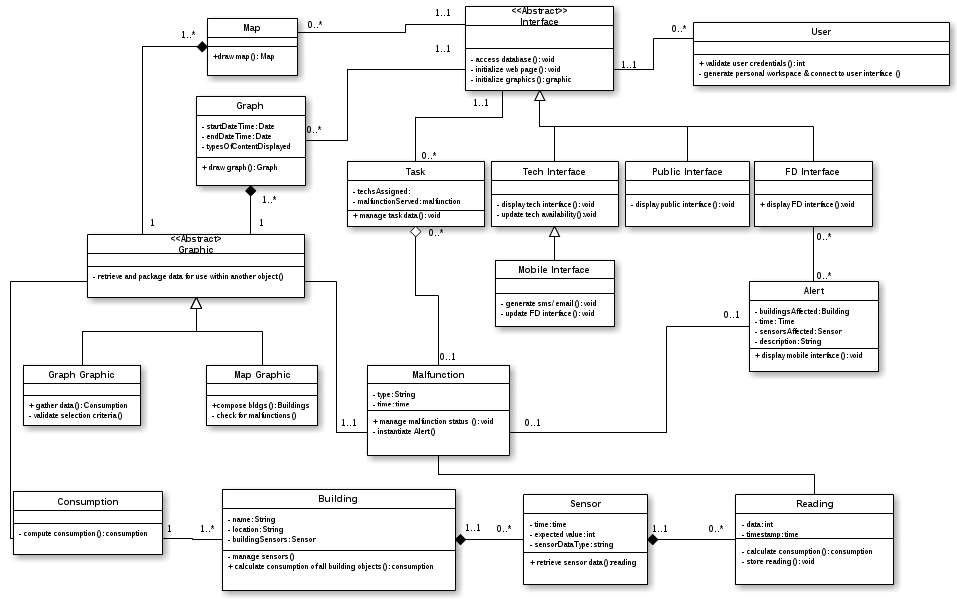 Map
+draw map(): Map
1..*
0..*
1..1
<<Abstract>>
Interface
- access database(): void
- initialize web page(): void
- initialize graphics(): graphic
1..1
1..1
1..1
0..*
User
+ validate user credentials(): int
- generate personal workspace & connect to user interface ()
Graph
- startDateTime: Date
- endDateTime: Date
- typesOfContentDisplayed
+ draw graph(): Graph
0..*
1..*
1
1
0..*
Task
- techsAssigned:
- malfunctionServed: malfunction
+ manage task data(): void
0..*
Tech Interface
- display tech interface(): void
- update tech availability():void
Public Interface
- display public interface(): void
FD Interface
+ display FD interface():void
0..*
0..*
<<Abstract>>
Graphic
- retrieve and package data for use within another object()
Mobile Interface
- generate sms/ email(): void
- update FD interface(): void
Alert
- buildingsAffected: Building
- time: Time
- sensorsAffected: Sensor
- description: String
+ display mobile interface(): void
0..1
Graph Graphic
+ gather data(): Consumption
- validate selection criteria()
Map Graphic
+compose bldgs(): Buildings
- check for malfunctions()
0..1
Malfunction
- type: String
- time: time
+ manage malfunction status (): void
- instantiate Alert()
1..1
0..1
Consumption
- compute consumption(): consumption
1
1..*
Building
- name: String
- location: String
- buildingSensors: Sensor
- manage sensors()
+ calculate consumption of all building objects(): consumption
1..1
0..*
Sensor
- time: time
- expected value: int
- sensorDataType: string
+ retrieve sensor data():reading
1..1
0..*
Reading
- data: int
- timestamp: time
- calculate consumption(): consumption
- store reading(): void